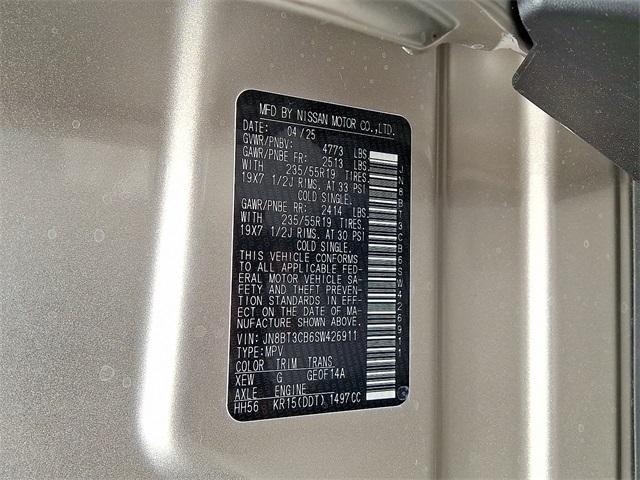 MFD BY NISSAN MOTOR CO.,LTD.
DATE: 04/25
GVWR/PNBV: 4773 LBS
GAWR/PNBE FR: 2513 LBS.
WITH 235/55R19 TIRES.
19X7 1/2J RIMS. AT 33 PSI
COLD SINGLE.
GAWR/PNBE RR: 2414 LBS.
WITH 235/55R19 TIRES.
19X7 1/2J RIMS. AT 30 PSI
COLD SINGLE.
THIS VEHICLE CONFORMS
TO ALL APPLICABLE FED-
ERAL MOTOR VEHICLE SA-
FETY AND THEFT PREVEN-
TION STANDARDS IN EFF-
ECT ON THE DATE OF MA-
NUFACTURE SHOWN ABOVE.
VIN: JN8BT3CB6SW426911
TYPE:MPV
COLOR TRIM TRANS
XEW G GEOF14A
AXLE ENGINE
HH56 KR15(DDT) 1497CC
JN8BT3CB6SW426911